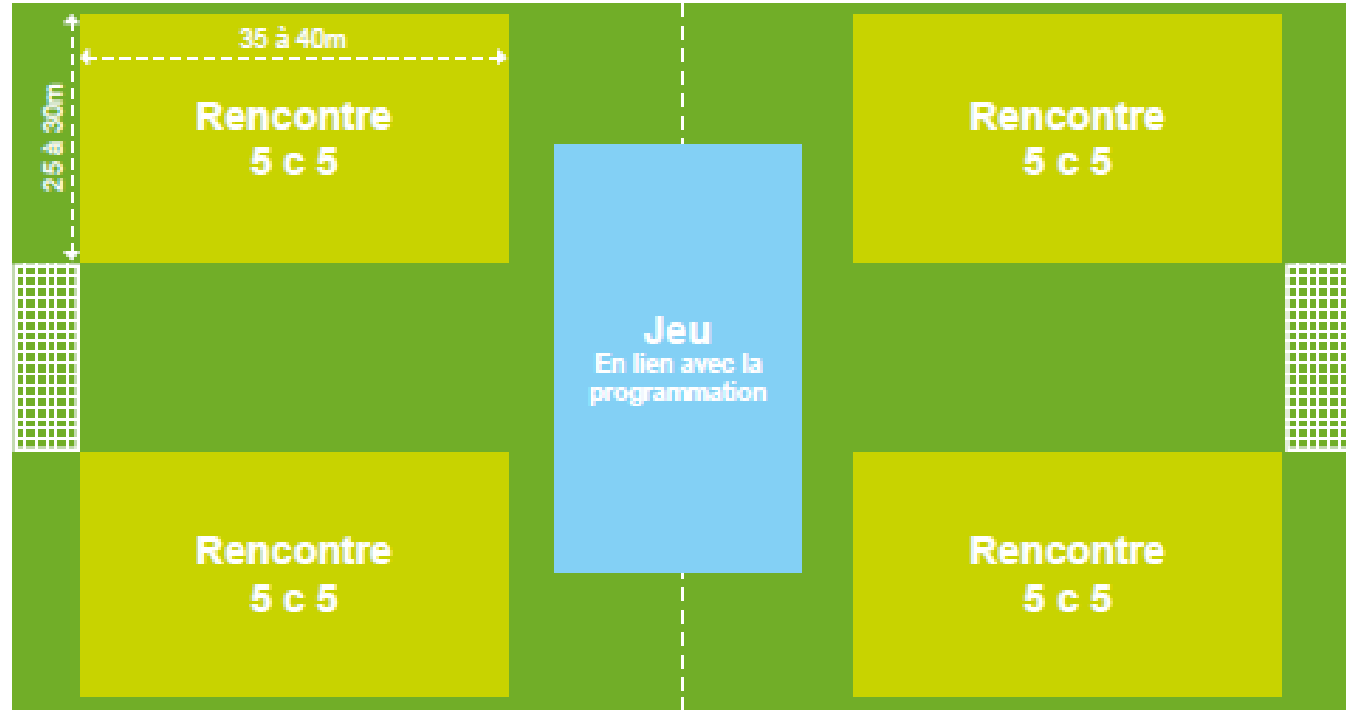 35 à 40m
25 à 30m
Rencontre
5 c 5
Rencontre
5 c 5
Jeu
En lien avec la
programmation
Rencontre
5 c 5
Rencontre
5 c 5